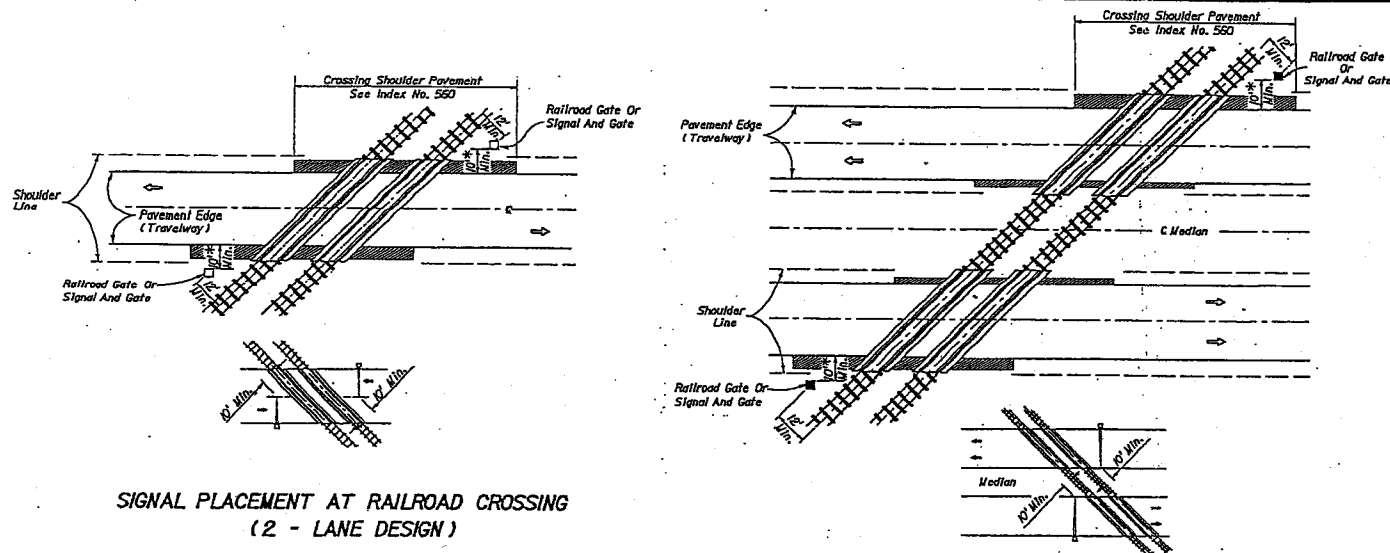 Crossing Shoulder Pavement
See Index No. 560
Railroad Gate Or
Signal And Gate
12'
Min.
10'*
Min.
Shoulder
Line
Pavement Edge
(Travelway)
℄
10'*
Min.
Railroad Gate Or
Signal And Gate
12'
Min.
10' Min.
10' Min.
SIGNAL PLACEMENT AT RAILROAD CROSSING
(2 - LANE DESIGN)
Crossing Shoulder Pavement
See Index No. 560
12'
Min.
Railroad Gate
Or
Signal And Gate
10'*
Min.
Pavement Edge
(Travelway)
℄ Median
Shoulder
Line
10'*
Min.
Railroad Gate Or
Signal And Gate
12'
Min.
Median
10' Min.
10' Min.